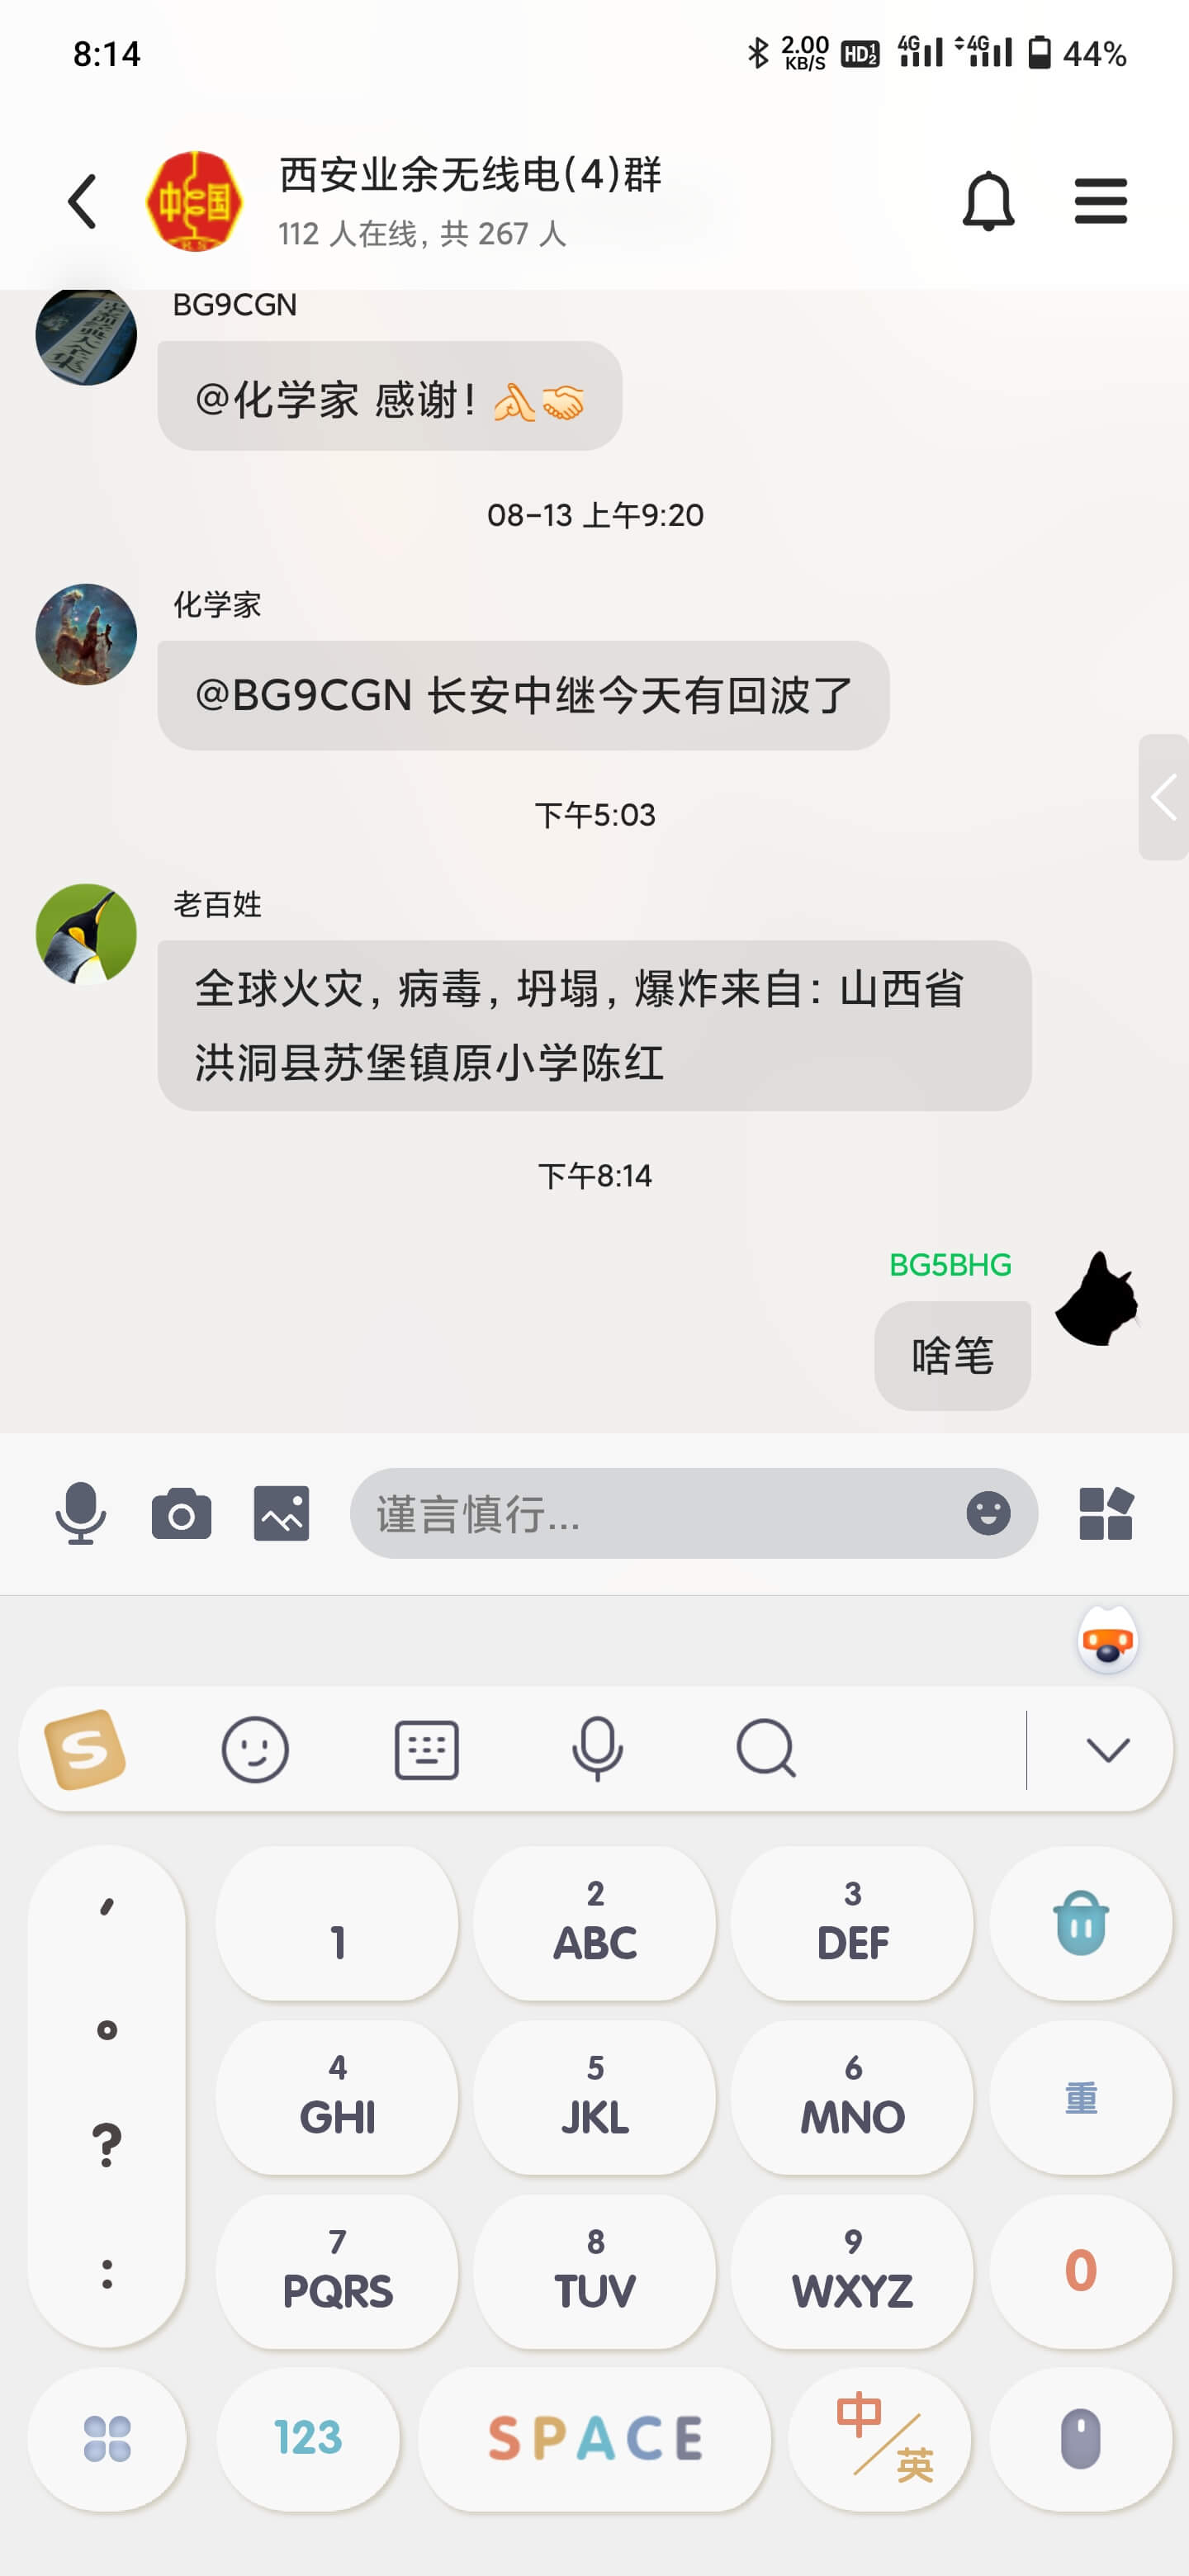 8:14
2.00
KB/S
HD
4G
4G
44%
中国
西安业余无线电(4)群
112 人在线, 共 267 人
BG9CGN
@化学家 感谢!
08-13 上午9:20
化学家
@BG9CGN 长安中继今天有回波了
下午5:03
老百姓
全球火灾, 病毒, 坍塌, 爆炸来自: 山西省
洪洞县苏堡镇原小学陈红
下午8:14
BG5BHG
啥笔
谨言慎行...
S
,
1
2
ABC
3
DEF
。
4
GHI
5
JKL
6
MNO
重
?
7
PQRS
8
TUV
9
WXYZ
0
:
123
SPACE
中/英